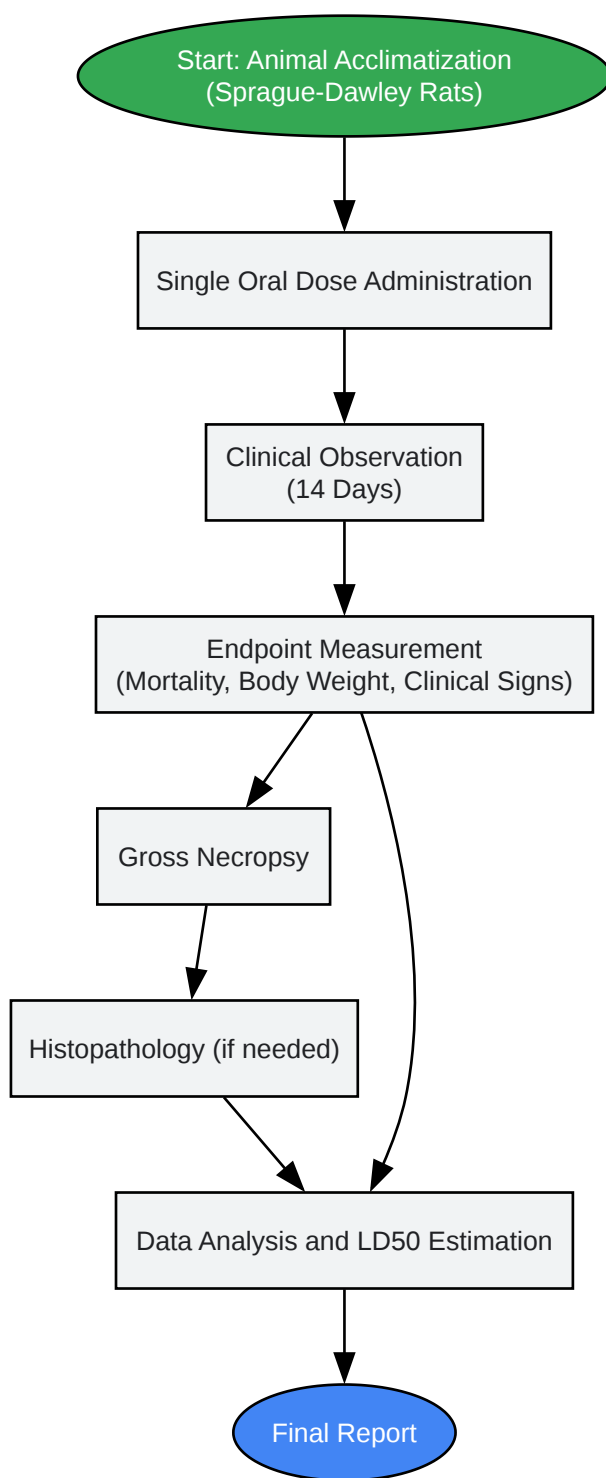 Start: Animal Acclimatization
(Sprague-Dawley Rats)
Single Oral Dose Administration
Clinical Observation
(14 Days)
Endpoint Measurement
(Mortality, Body Weight, Clinical Signs)
Gross Necropsy
Histopathology (if needed)
Data Analysis and LD50 Estimation
Final Report